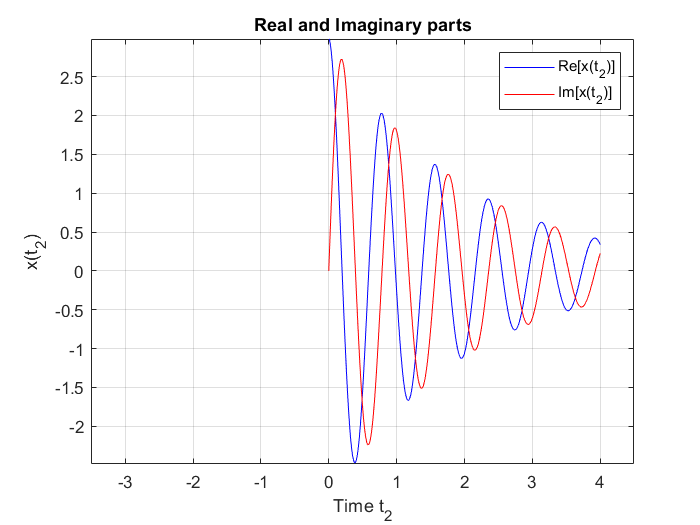 Real and Imaginary parts
Re[x(t2)]
Im[x(t2)]
x(t2)
2.5
2
1.5
1
0.5
0
-0.5
-1
-1.5
-2
-3 -2 -1 0 1 2 3 4
Time t2